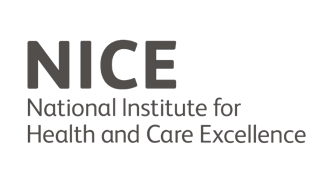 NICE
National Institute for
Health and Care Excellence